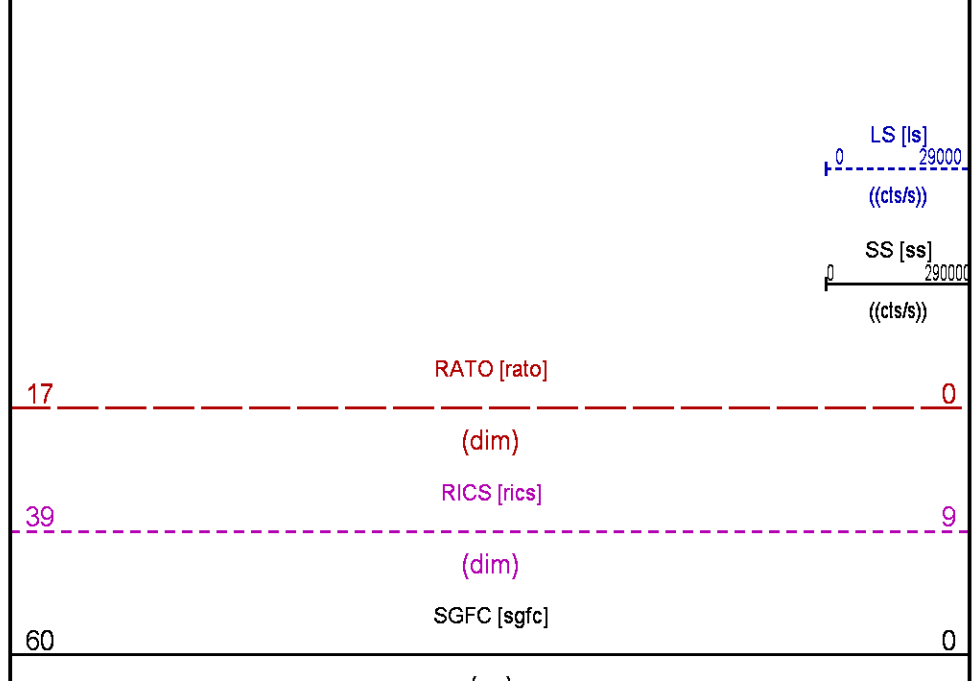 LS [ls]
0 29000
((cts/s))
SS [ss]
0 290000
((cts/s))
RATO [rato]
17 0
(dim)
RICS [rics]
39 9
(dim)
SGFC [sgfc]
60 0